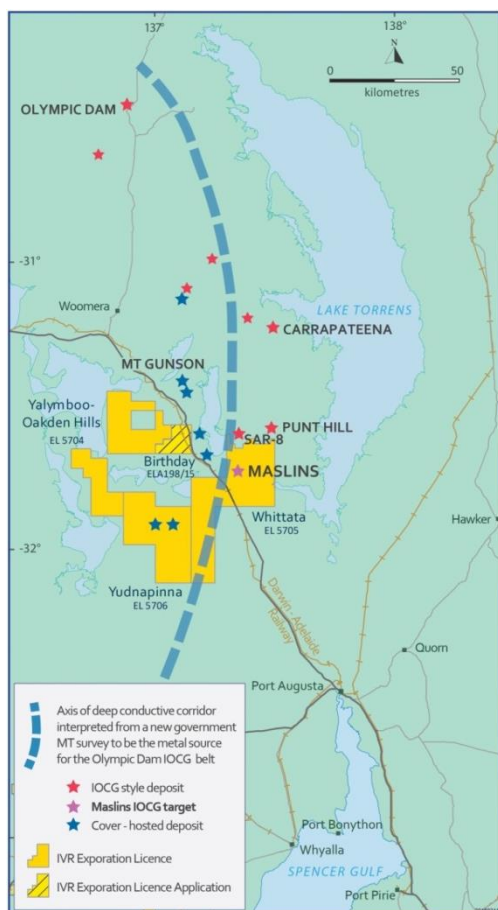 137°
138°
N
0
50
kilometres
OLYMPIC DAM
-31°
Woomera
LAKE TORRENS
CARRAPATEENA
MT GUNSON
Yalymboo-
Oakden Hills
EL 5704
PUNT HILL
SAR-8
Birthday
ELA198/15
MASLINS
Whittata
EL 5705
Hawker
-32°
Yudnapinna
EL 5706
Darwin - Adelaide
Railway
Quorn
Port Augusta
Axis of deep conductive corridor
interpreted from a new government
MT survey to be the metal source
for the Olympic Dam IOCG belt
IOCG style deposit
Maslins IOCG target
Cover - hosted deposit
IVR Exporation Licence
IVR Exporation Licence Application
Port Bonython
Whyalla
SPENCER GULF
Port Pirie